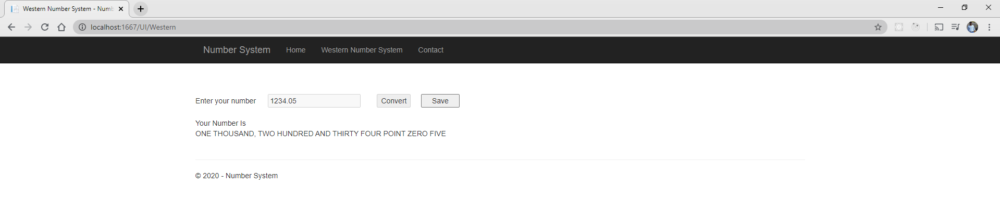 Western Number System - Numb
localhost:1667/UI/Western
Number System Home Western Number System Contact
Enter your number 1234.05 Convert Save
Your Number Is
ONE THOUSAND, TWO HUNDRED AND THIRTY FOUR POINT ZERO FIVE
© 2020 - Number System